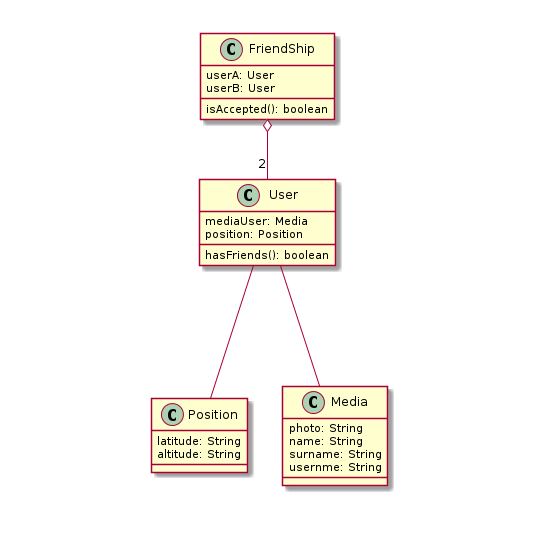 C FriendShip
userA: User
userB: User
isAccepted(): boolean
2
C User
mediaUser: Media
position: Position
hasFriends(): boolean
C Position
latitude: String
altitude: String
C Media
photo: String
name: String
surname: String
usernme: String